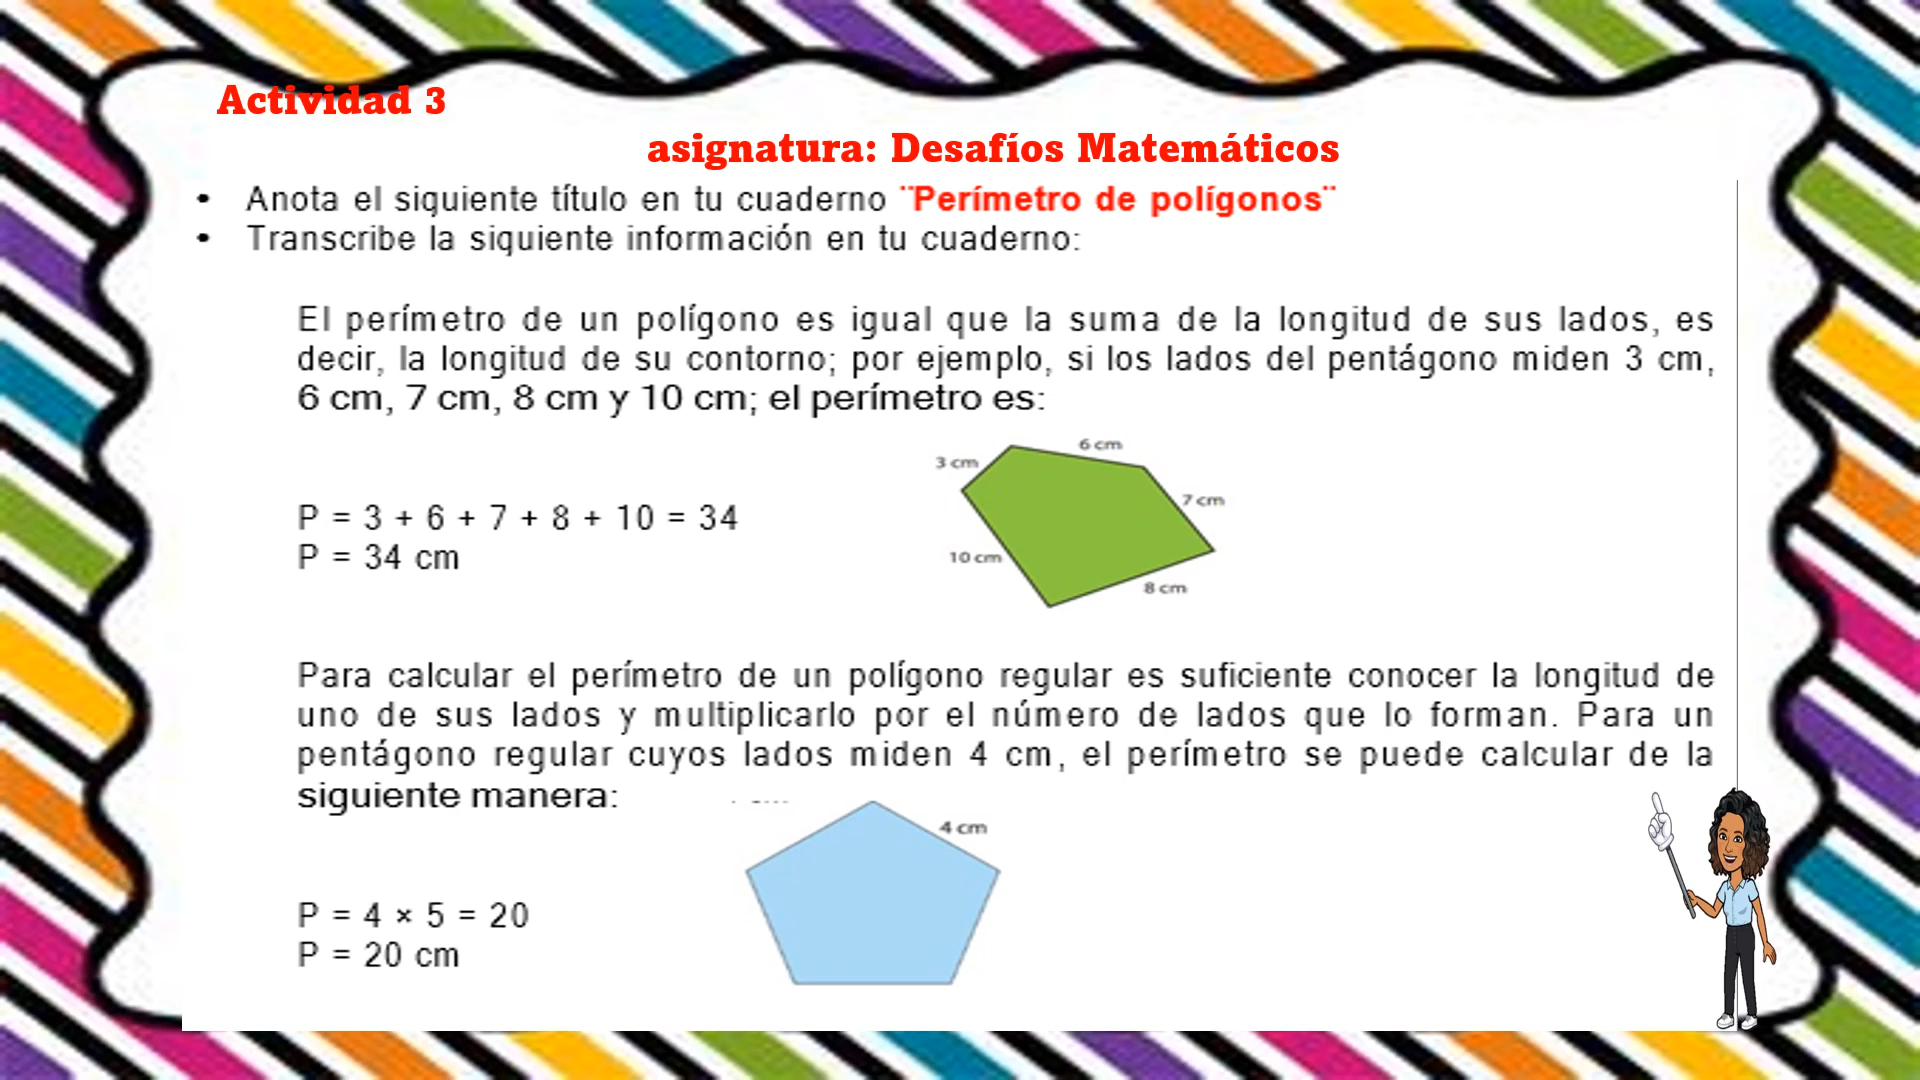 Actividad 3
asignatura: Desafíos Matemáticos
• Anota el siguiente título en tu cuaderno ¨Perímetro de polígonos¨
• Transcribe la siguiente información en tu cuaderno:
El perímetro de un polígono es igual que la suma de la longitud de sus lados, es
decir, la longitud de su contorno; por ejemplo, si los lados del pentágono miden 3 cm,
6 cm, 7 cm, 8 cm y 10 cm; el perímetro es:
6 cm
3 cm
7 cm
P = 3 + 6 + 7 + 8 + 10 = 34
P = 34 cm
10 cm
8 cm
Para calcular el perímetro de un polígono regular es suficiente conocer la longitud de
uno de sus lados y multiplicarlo por el número de lados que lo forman. Para un
pentágono regular cuyos lados miden 4 cm, el perímetro se puede calcular de la
siguiente manera:
4 cm
P = 4 × 5 = 20
P = 20 cm